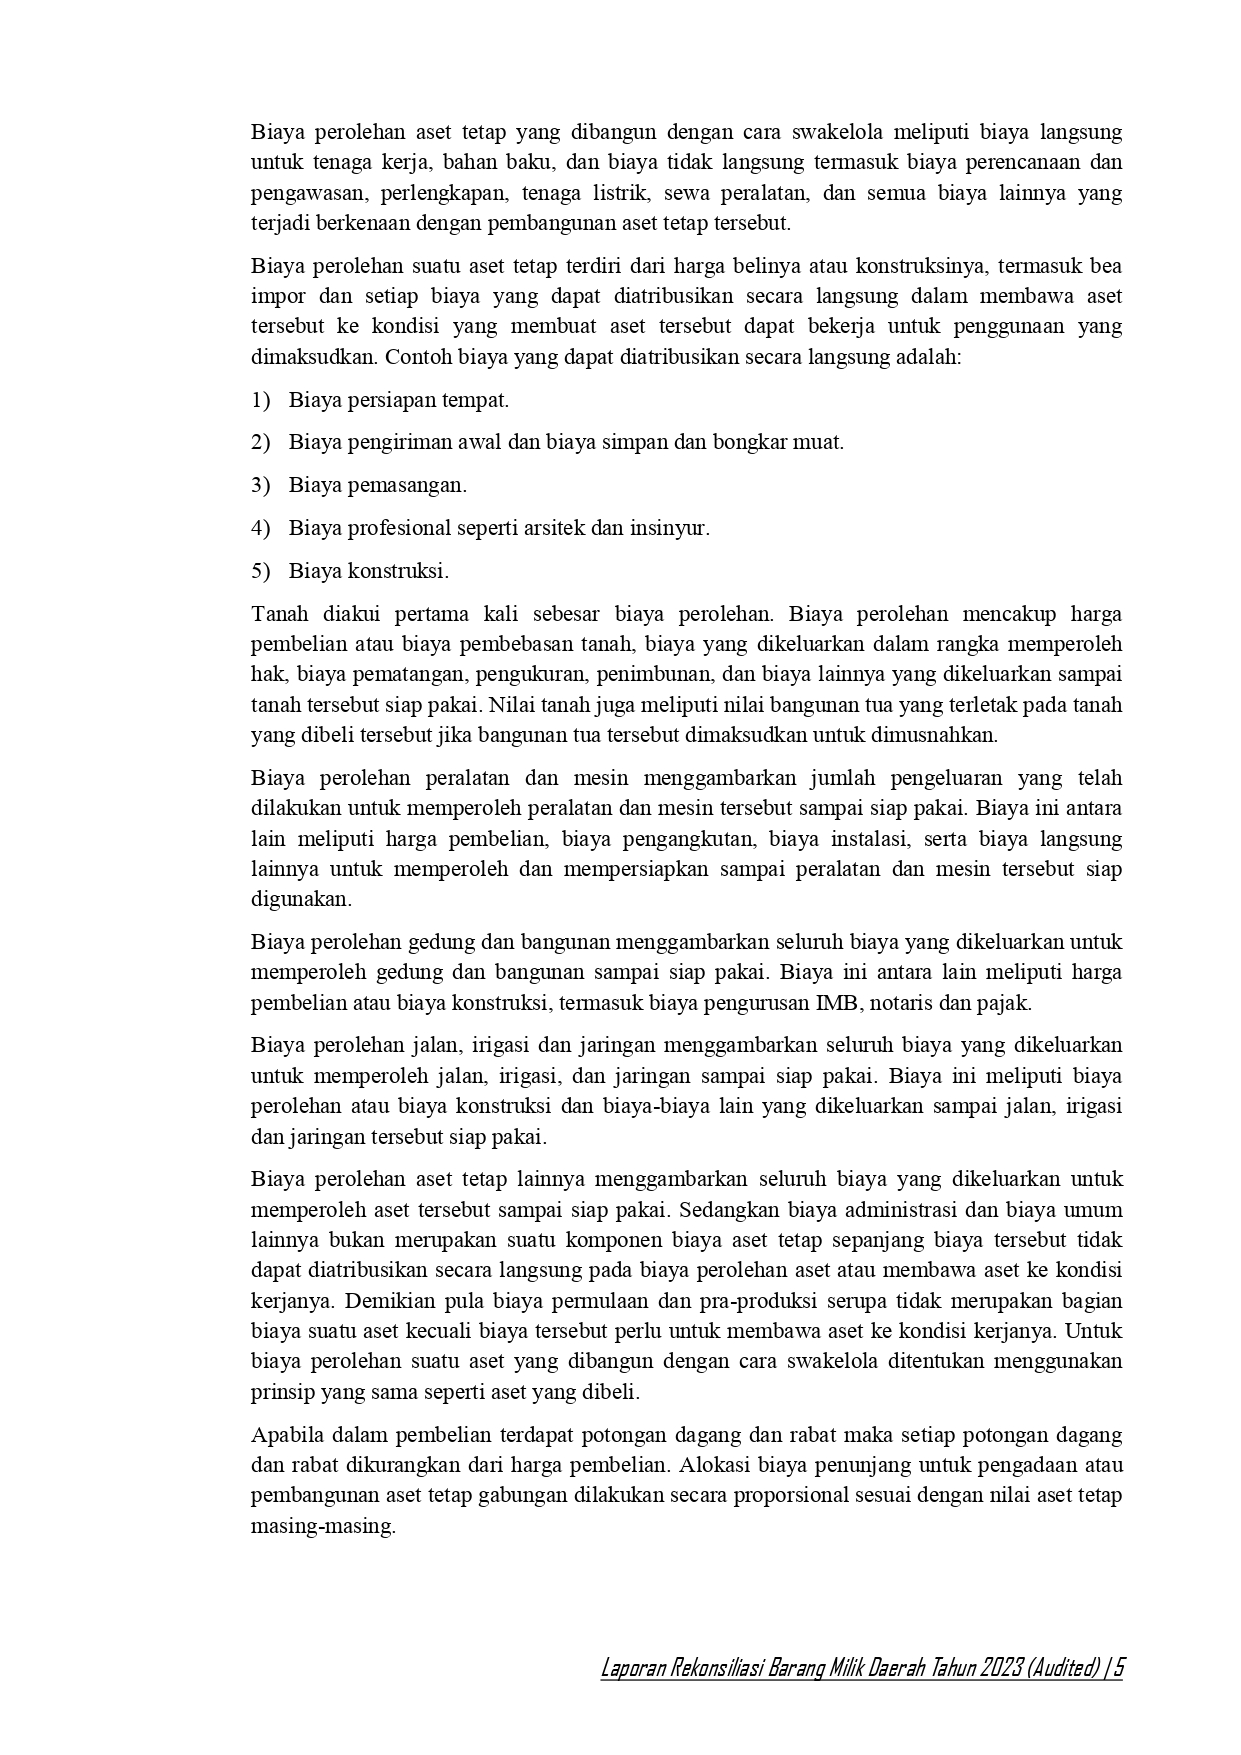 Biaya perolehan aset tetap yang dibangun dengan cara swakelola meliputi biaya langsung
untuk tenaga kerja, bahan baku, dan biaya tidak langsung termasuk biaya perencanaan dan
pengawasan, perlengkapan, tenaga listrik, sewa peralatan, dan semua biaya lainnya yang
terjadi berkenaan dengan pembangunan aset tetap tersebut.
Biaya perolehan suatu aset tetap terdiri dari harga belinya atau konstruksinya, termasuk bea
impor dan setiap biaya yang dapat diatribusikan secara langsung dalam membawa aset
tersebut ke kondisi yang membuat aset tersebut dapat bekerja untuk penggunaan yang
dimaksudkan. Contoh biaya yang dapat diatribusikan secara langsung adalah:
1) Biaya persiapan tempat.
2) Biaya pengiriman awal dan biaya simpan dan bongkar muat.
3) Biaya pemasangan.
4) Biaya profesional seperti arsitek dan insinyur.
5) Biaya konstruksi.
Tanah diakui pertama kali sebesar biaya perolehan. Biaya perolehan mencakup harga
pembelian atau biaya pembebasan tanah, biaya yang dikeluarkan dalam rangka memperoleh
hak, biaya pematangan, pengukuran, penimbunan, dan biaya lainnya yang dikeluarkan sampai
tanah tersebut siap pakai. Nilai tanah juga meliputi nilai bangunan tua yang terletak pada tanah
yang dibeli tersebut jika bangunan tua tersebut dimaksudkan untuk dimusnahkan.
Biaya perolehan peralatan dan mesin menggambarkan jumlah pengeluaran yang telah
dilakukan untuk memperoleh peralatan dan mesin tersebut sampai siap pakai. Biaya ini antara
lain meliputi harga pembelian, biaya pengangkutan, biaya instalasi, serta biaya langsung
lainnya untuk memperoleh dan mempersiapkan sampai peralatan dan mesin tersebut siap
digunakan.
Biaya perolehan gedung dan bangunan menggambarkan seluruh biaya yang dikeluarkan untuk
memperoleh gedung dan bangunan sampai siap pakai. Biaya ini antara lain meliputi harga
pembelian atau biaya konstruksi, termasuk biaya pengurusan IMB, notaris dan pajak.
Biaya perolehan jalan, irigasi dan jaringan menggambarkan seluruh biaya yang dikeluarkan
untuk memperoleh jalan, irigasi, dan jaringan sampai siap pakai. Biaya ini meliputi biaya
perolehan atau biaya konstruksi dan biaya-biaya lain yang dikeluarkan sampai jalan, irigasi
dan jaringan tersebut siap pakai.
Biaya perolehan aset tetap lainnya menggambarkan seluruh biaya yang dikeluarkan untuk
memperoleh aset tersebut sampai siap pakai. Sedangkan biaya administrasi dan biaya umum
lainnya bukan merupakan suatu komponen biaya aset tetap sepanjang biaya tersebut tidak
dapat diatribusikan secara langsung pada biaya perolehan aset atau membawa aset ke kondisi
kerjanya. Demikian pula biaya permulaan dan pra-produksi serupa tidak merupakan bagian
biaya suatu aset kecuali biaya tersebut perlu untuk membawa aset ke kondisi kerjanya. Untuk
biaya perolehan suatu aset yang dibangun dengan cara swakelola ditentukan menggunakan
prinsip yang sama seperti aset yang dibeli.
Apabila dalam pembelian terdapat potongan dagang dan rabat maka setiap potongan dagang
dan rabat dikurangkan dari harga pembelian. Alokasi biaya penunjang untuk pengadaan atau
pembangunan aset tetap gabungan dilakukan secara proporsional sesuai dengan nilai aset tetap
masing-masing.
Laporan Rekonsiliasi Barang Milik Daerah Tahun 2023 (Audited) | 5